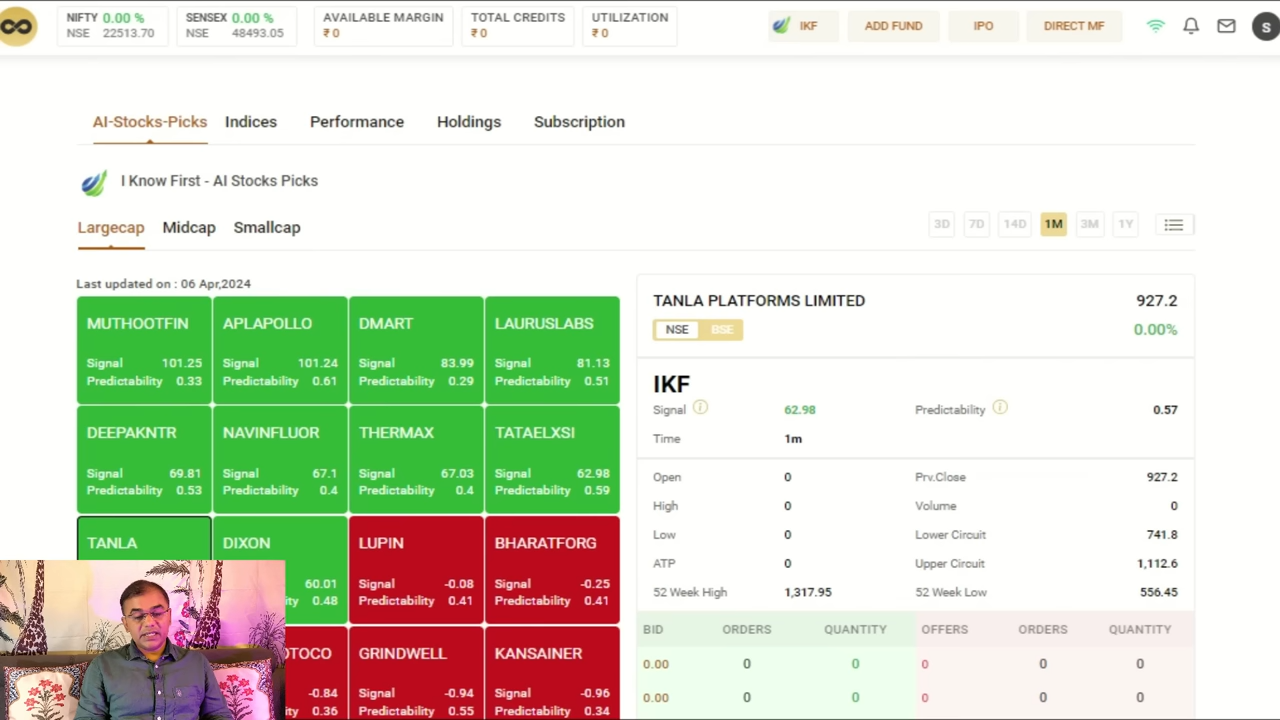 NIFTY 0.00 %
NSE 22513.70
SENSEX 0.00 %
NSE 48493.05
AVAILABLE MARGIN
₹ 0
TOTAL CREDITS
₹ 0
UTILIZATION
₹ 0
IKF
ADD FUND
IPO
DIRECT MF
S
AI-Stocks-Picks Indices Performance Holdings Subscription
I Know First - AI Stocks Picks
Largecap Midcap Smallcap
3D 7D 14D 1M 3M 1Y
Last updated on : 06 Apr,2024
MUTHOOTFIN
Signal 101.25
Predictability 0.33
APLAPOLLO
Signal 101.24
Predictability 0.61
DMART
Signal 83.99
Predictability 0.29
LAURUSLABS
Signal 81.13
Predictability 0.51
DEEPAKNTR
Signal 69.81
Predictability 0.53
NAVINFLUOR
Signal 67.1
Predictability 0.4
THERMAX
Signal 67.03
Predictability 0.4
TATAELXSI
Signal 62.98
Predictability 0.59
TANLA
DIXON
60.01
ity 0.48
LUPIN
Signal -0.08
Predictability 0.41
BHARATFORG
Signal -0.25
Predictability 0.41
OTOCO
-0.84
ity 0.36
GRINDWELL
Signal -0.94
Predictability 0.55
KANSAINER
Signal -0.96
Predictability 0.34
TANLA PLATFORMS LIMITED 927.2
NSE BSE 0.00%
IKF
Signal 62.98 Predictability 0.57
Time 1m
Open 0 Prv.Close 927.2
High 0 Volume 0
Low 0 Lower Circuit 741.8
ATP 0 Upper Circuit 1,112.6
52 Week High 1,317.95 52 Week Low 556.45
BID ORDERS QUANTITY OFFERS ORDERS QUANTITY
0.00 0 0 0 0 0
0.00 0 0 0 0 0